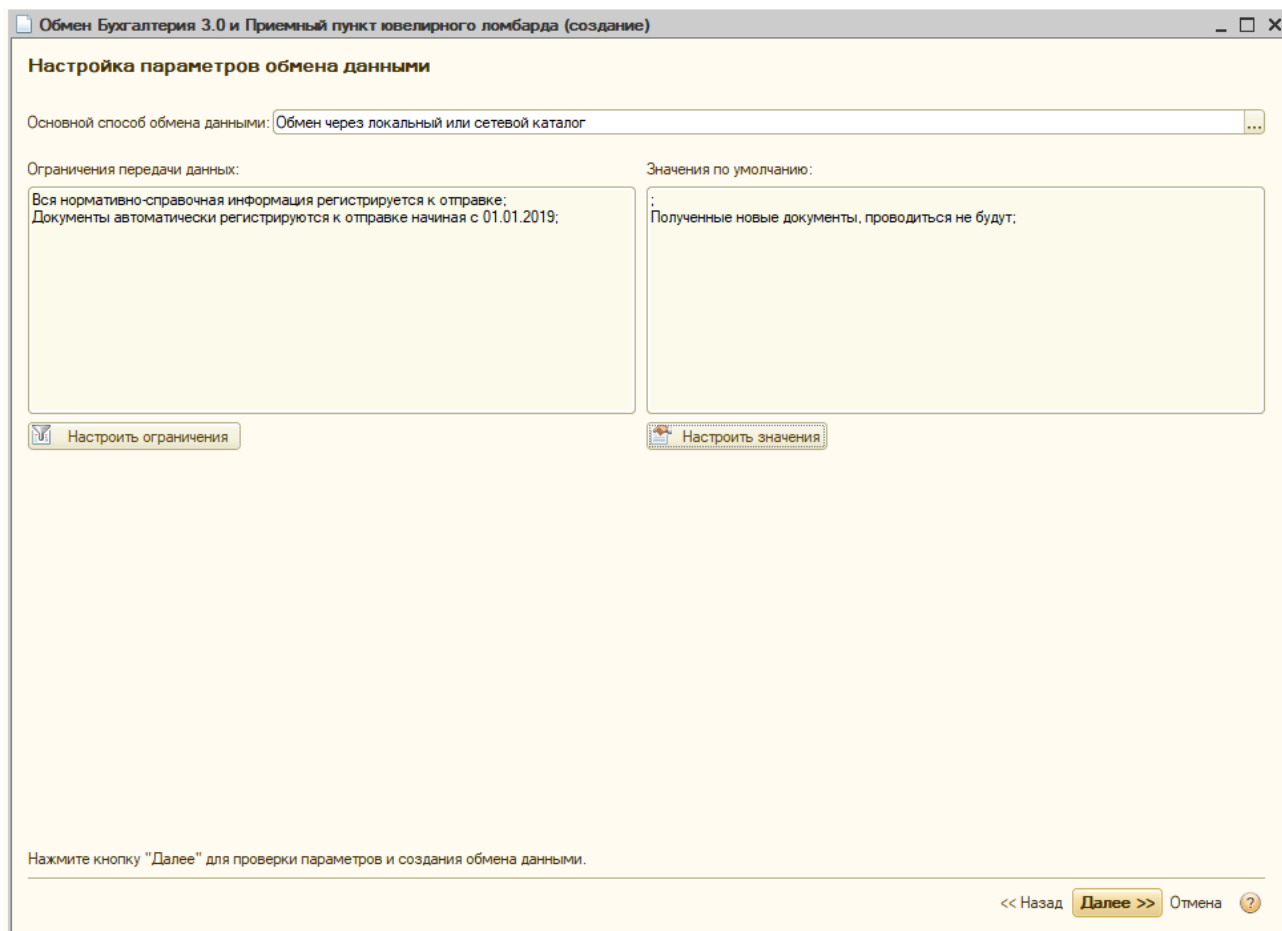 Обмен Бухгалтерия 3.0 и Приемный пункт ювелирного ломбарда (создание)
Настройка параметров обмена данными
Основной способ обмена данными: Обмен через локальный или сетевой каталог
...
Ограничения передачи данных:
Значения по умолчанию:
Вся нормативно-справочная информация регистрируется к отправке;
Документы автоматически регистрируются к отправке начиная с 01.01.2019;
;
Полученные новые документы, проводиться не будут;
Настроить ограничения
Настроить значения
Нажмите кнопку "Далее" для проверки параметров и создания обмена данными.
<< Назад Далее >> Отмена ?